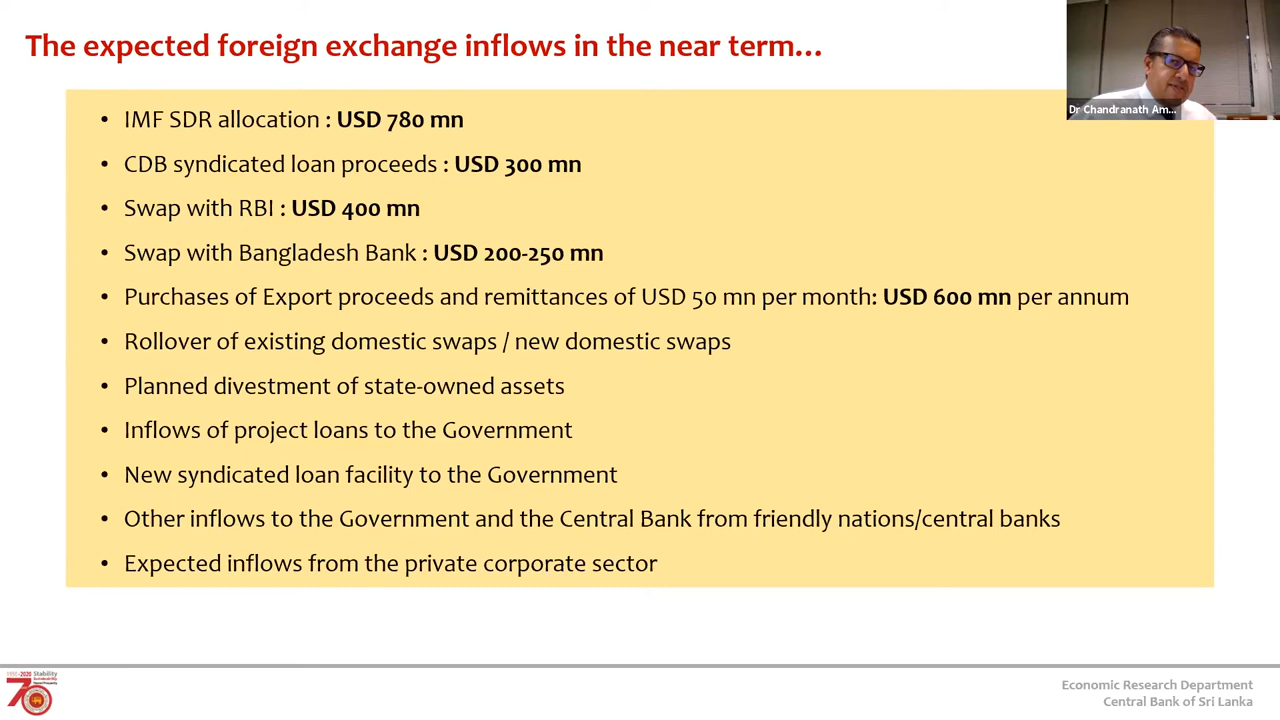 The expected foreign exchange inflows in the near term...
Dr Chandranath Am...
• IMF SDR allocation : USD 780 mn
• CDB syndicated loan proceeds : USD 300 mn
• Swap with RBI : USD 400 mn
• Swap with Bangladesh Bank : USD 200-250 mn
• Purchases of Export proceeds and remittances of USD 50 mn per month: USD 600 mn per annum
• Rollover of existing domestic swaps / new domestic swaps
• Planned divestment of state-owned assets
• Inflows of project loans to the Government
• New syndicated loan facility to the Government
• Other inflows to the Government and the Central Bank from friendly nations/central banks
• Expected inflows from the private corporate sector
Stability
70
Economic Research Department
Central Bank of Sri Lanka